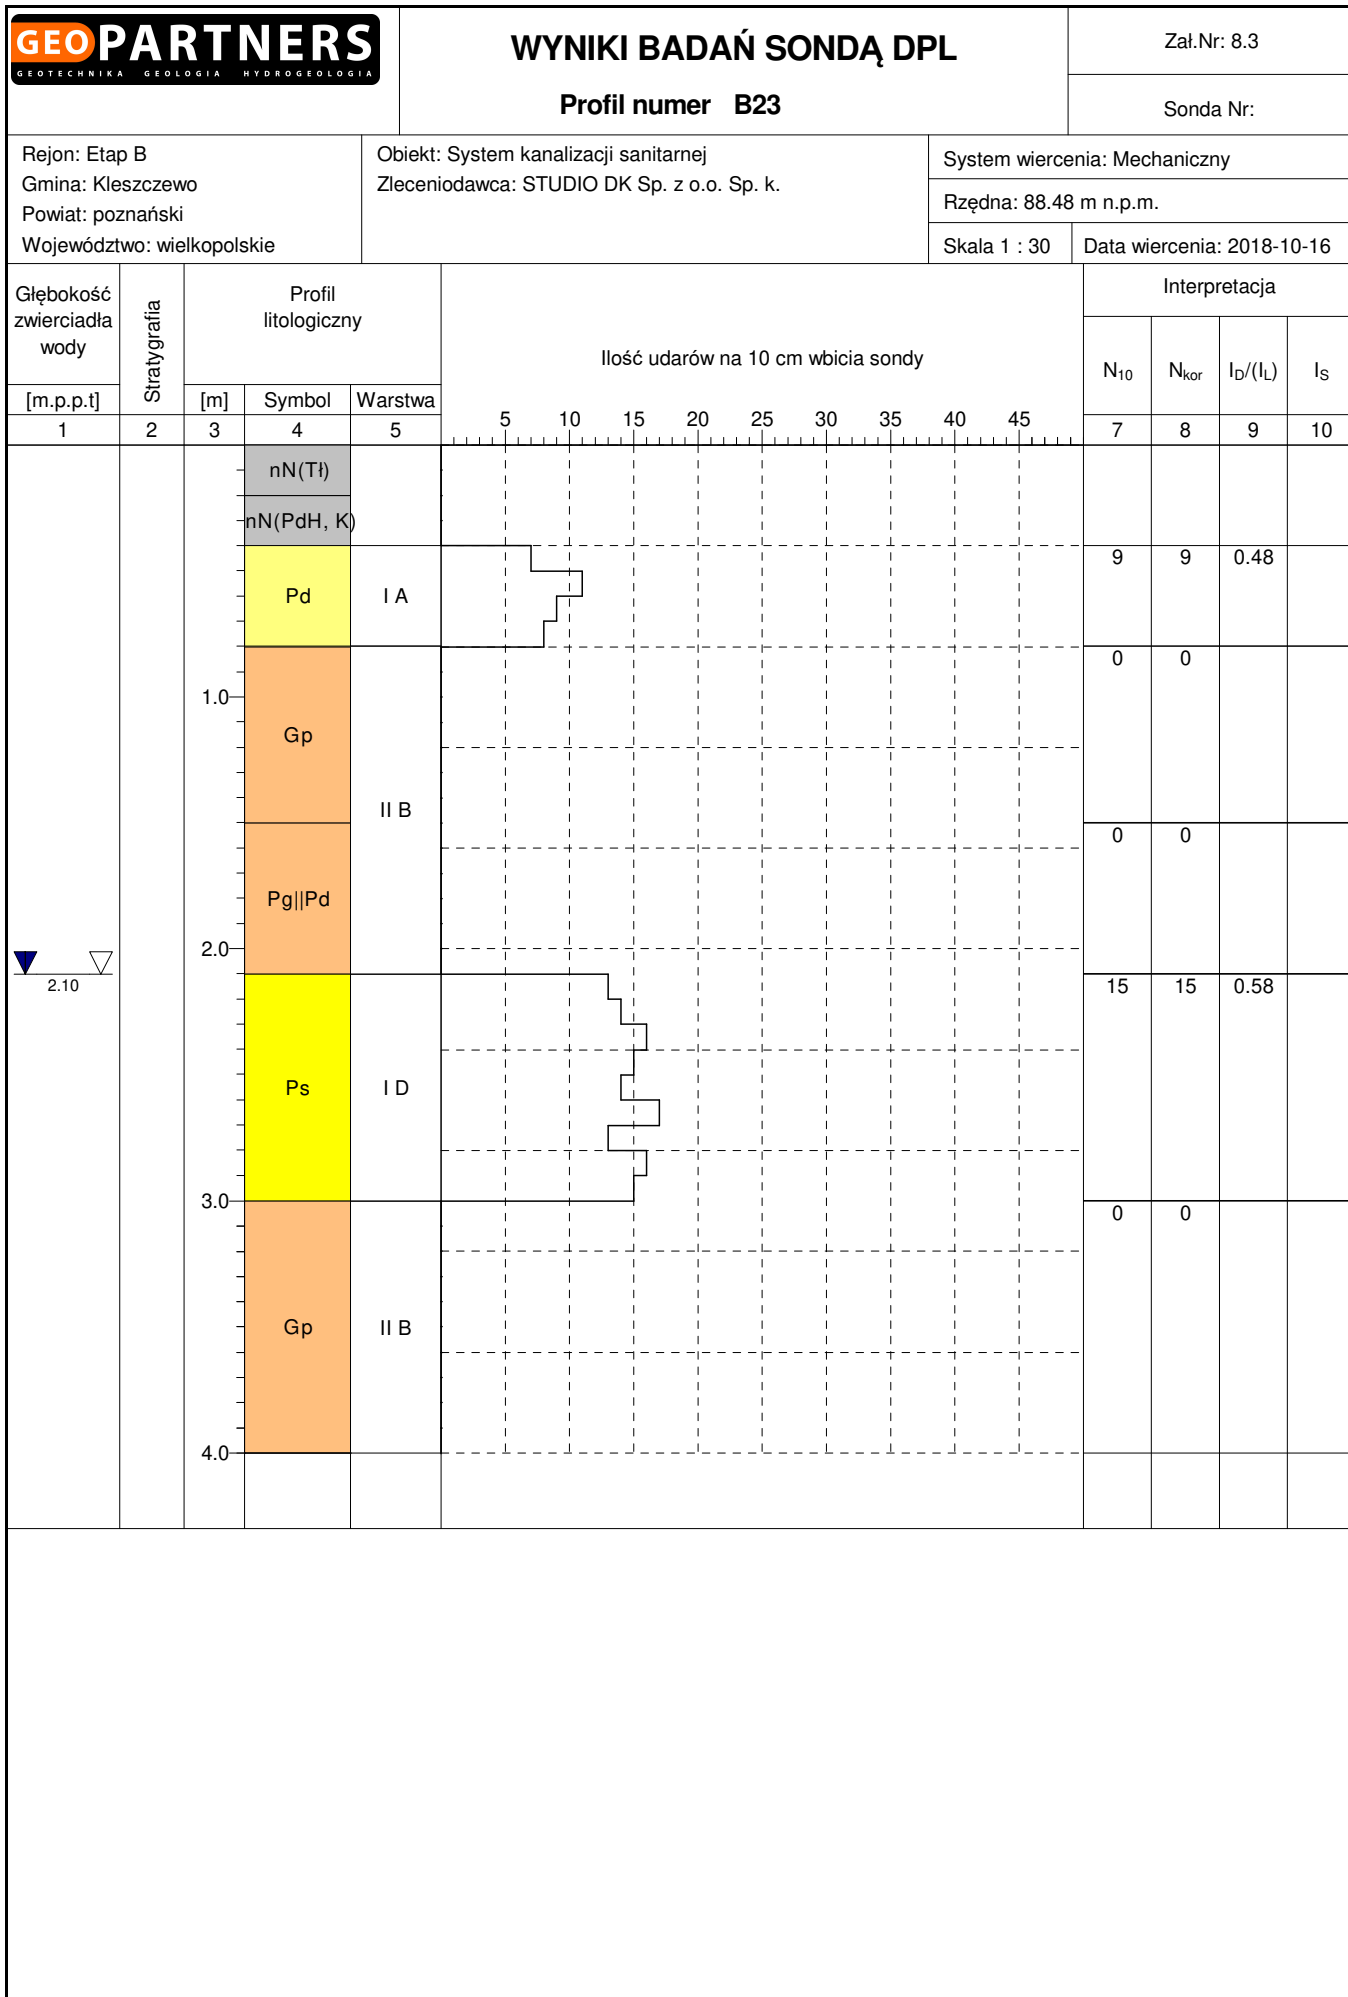 GEOPARTNERS
GEOTECHNIKA GEOLOGIA HYDROGEOLOGIA
WYNIKI BADAŃ SONDĄ DPL
Profil numer B23
Zał.Nr: 8.3
Sonda Nr:
Rejon: Etap B
Gmina: Kleszczewo
Powiat: poznański
Województwo: wielkopolskie
Obiekt: System kanalizacji sanitarnej
Zleceniodawca: STUDIO DK Sp. z o.o. Sp. k.
System wiercenia: Mechaniczny
Rzędna: 88.48 m n.p.m.
Skala 1 : 30
Data wiercenia: 2018-10-16
Głębokość
zwierciadła
wody
[m.p.p.t]
Stratygrafia
Profil
litologiczny
[m] Symbol Warstwa
Ilość udarów na 10 cm wbicia sondy
Interpretacja
N10 Nkor ID/(IL) IS
5 10 15 20 25 30 35 40 45
1 2 3 4 5 7 8 9 10
nN(Tł)
nN(PdH, K)
9 9 0.48
Pd I A
0 0
1.0
Gp
II B
0 0
Pg||Pd
2.0
2.10
15 15 0.58
Ps I D
3.0
0 0
Gp II B
4.0